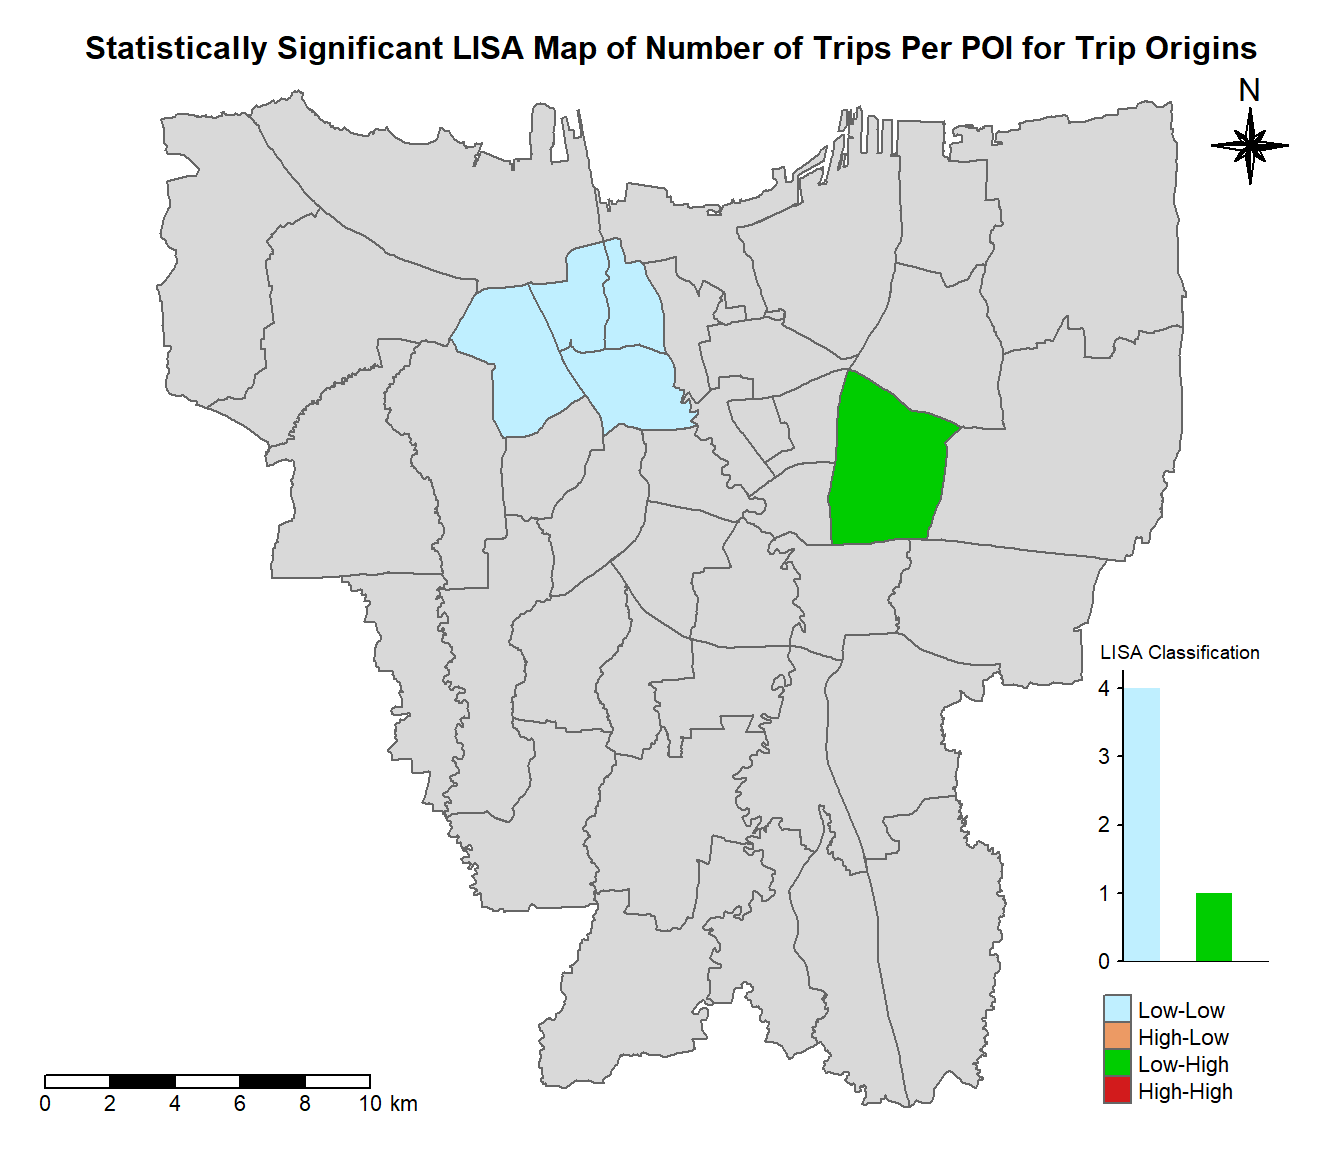 Statistically Significant LISA Map of Number of Trips Per POI for Trip Origins
N
LISA Classification
4
3
2
1
0
Low-Low
High-Low
Low-High
High-High
0 2 4 6 8 10 km